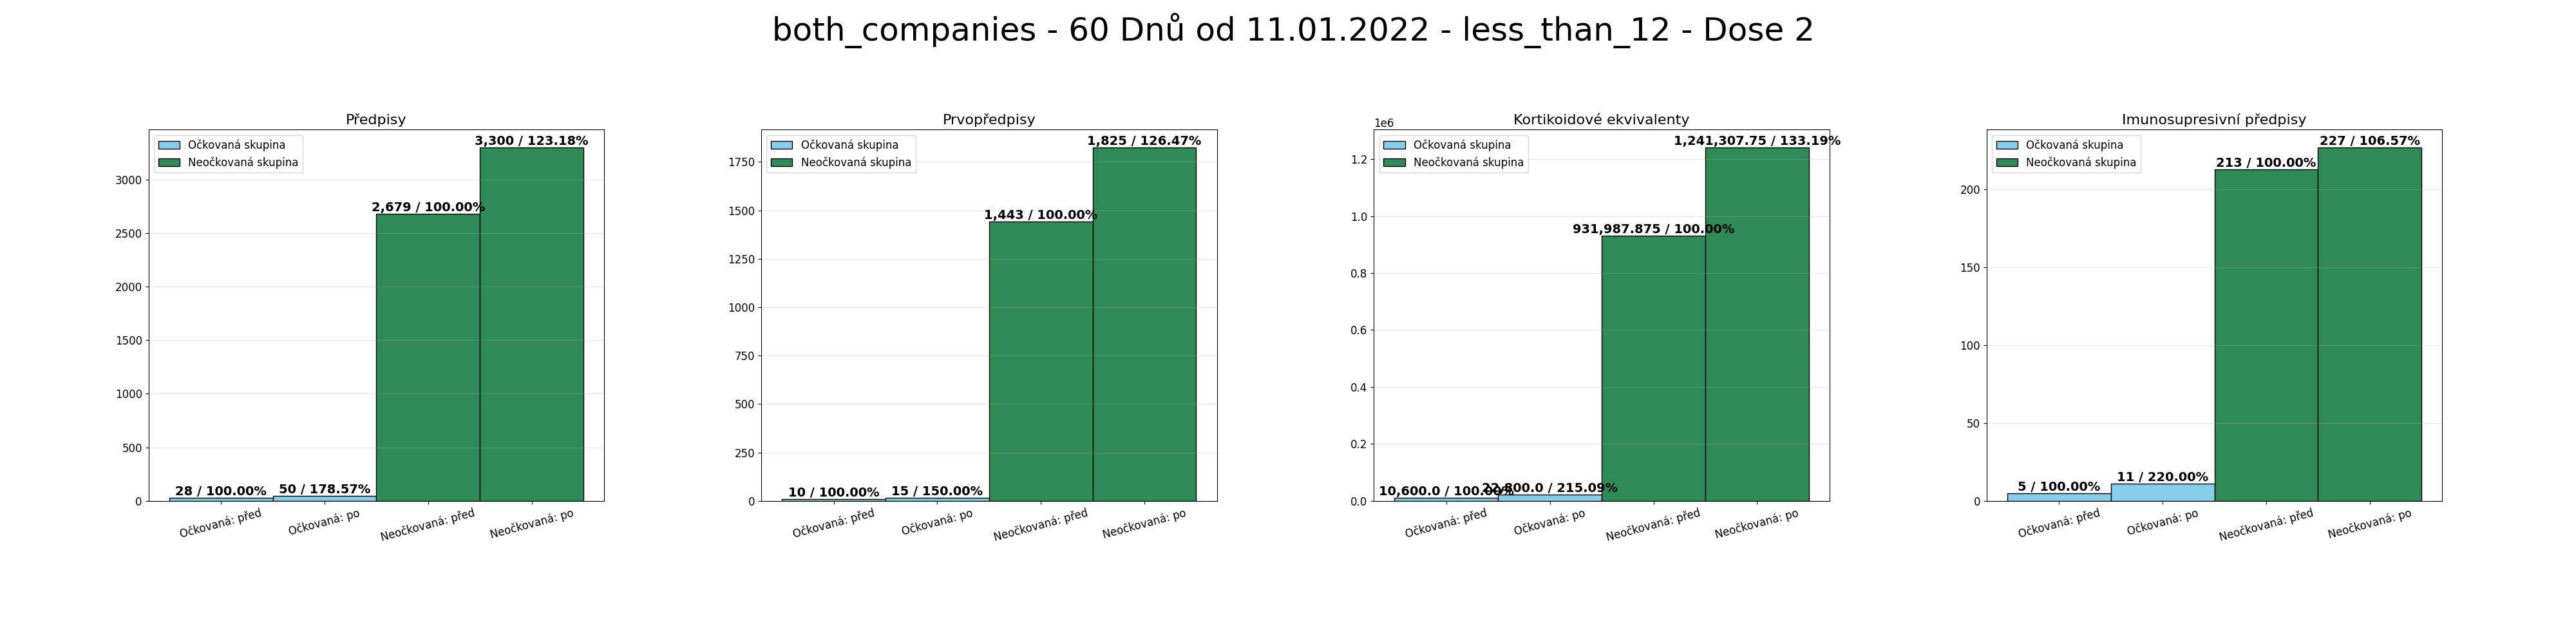 both_companies - 60 Dnů od 11.01.2022 - less_than_12 - Dose 2
Předpisy
Očkovaná skupina
Neočkovaná skupina
3,300 / 123.18%
2,679 / 100.00%
28 / 100.00%
50 / 178.57%
3000
2500
2000
1500
1000
500
0
Očkovaná: před
Očkovaná: po
Neočkovaná: před
Neočkovaná: po
Prvopředpisy
Očkovaná skupina
Neočkovaná skupina
1,825 / 126.47%
1,443 / 100.00%
10 / 100.00%
15 / 150.00%
1750
1500
1250
1000
750
500
250
0
Očkovaná: před
Očkovaná: po
Neočkovaná: před
Neočkovaná: po
Kortikoidové ekvivalenty
1e6
Očkovaná skupina
Neočkovaná skupina
1,241,307.75 / 133.19%
931,987.875 / 100.00%
10,600.0 / 100.00%
22,800.0 / 215.09%
1.2
1.0
0.8
0.6
0.4
0.2
0.0
Očkovaná: před
Očkovaná: po
Neočkovaná: před
Neočkovaná: po
Imunosupresivní předpisy
Očkovaná skupina
Neočkovaná skupina
227 / 106.57%
213 / 100.00%
5 / 100.00%
11 / 220.00%
200
150
100
50
0
Očkovaná: před
Očkovaná: po
Neočkovaná: před
Neočkovaná: po